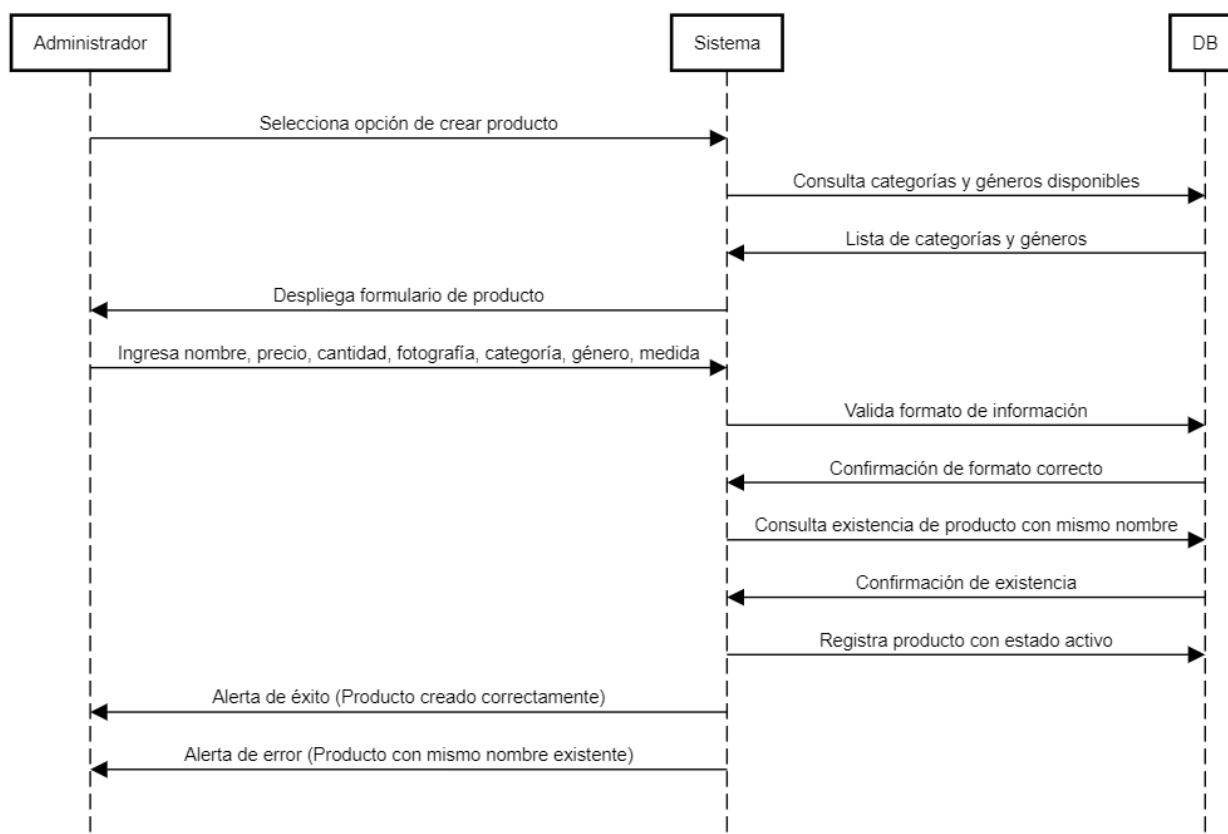 Administrador
Sistema
DB
Selecciona opción de crear producto
Consulta categorías y géneros disponibles
Lista de categorías y géneros
Despliega formulario de producto
Ingresa nombre, precio, cantidad, fotografía, categoría, género, medida
Valida formato de información
Confirmación de formato correcto
Consulta existencia de producto con mismo nombre
Confirmación de existencia
Registra producto con estado activo
Alerta de éxito (Producto creado correctamente)
Alerta de error (Producto con mismo nombre existente)